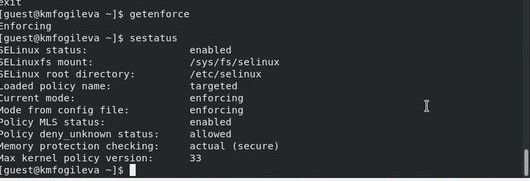 exit
[guest@kmfogileva ~]$ getenforce
Enforcing
[guest@kmfogileva ~]$ sestatus
SELinux status:                 enabled
SELinuxfs mount:                /sys/fs/selinux
SELinux root directory:         /etc/selinux
Loaded policy name:             targeted
Current mode:                   enforcing
Mode from config file:          enforcing
Policy MLS status:              enabled
Policy deny_unknown status:     allowed
Memory protection checking:     actual (secure)
Max kernel policy version:      33
[guest@kmfogileva ~]$